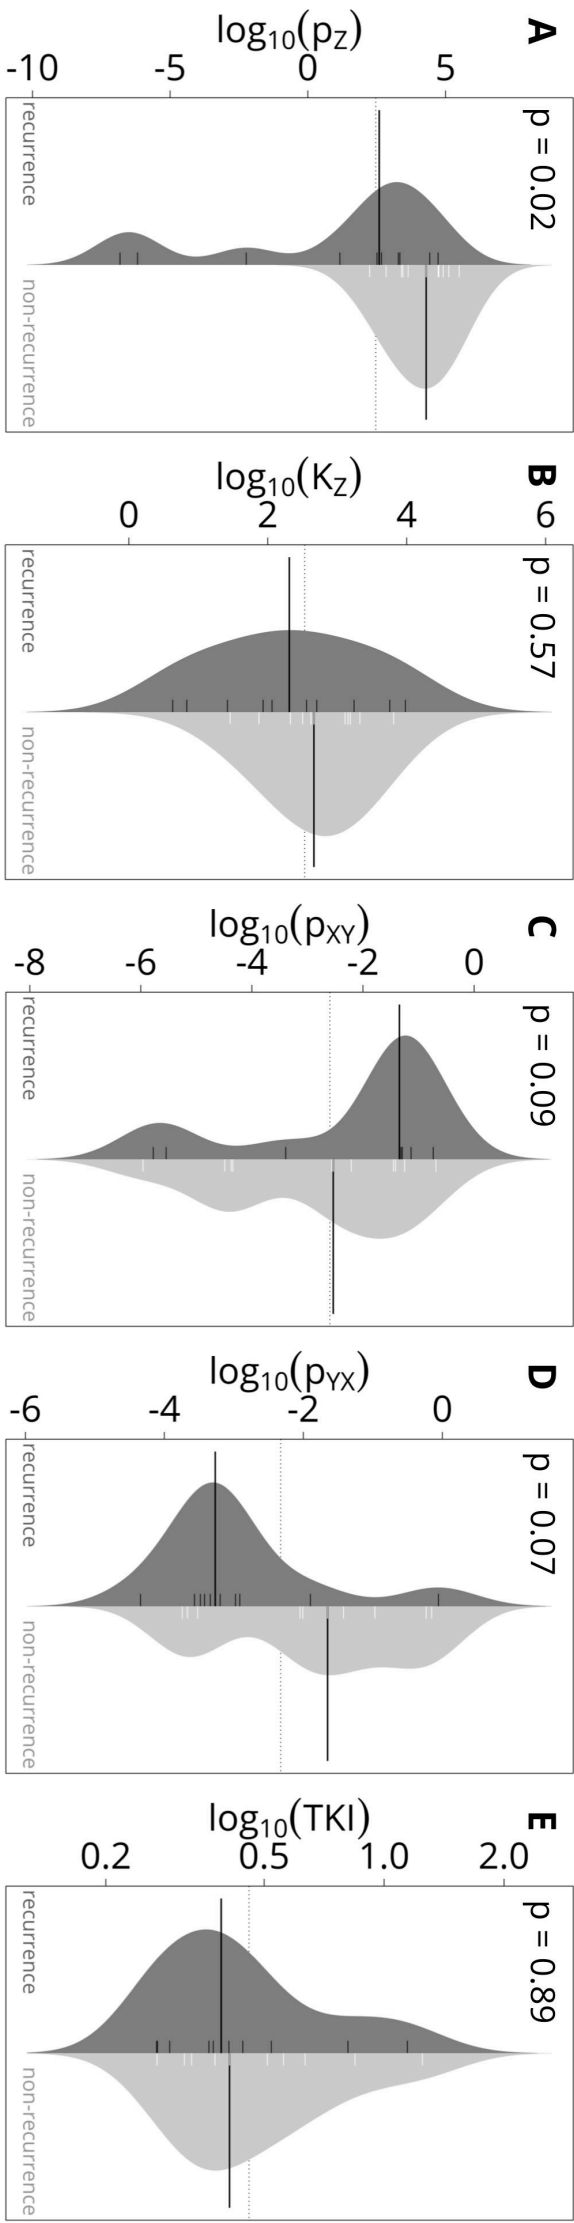 A
log10(pZ)
-10 -5 0 5
p = 0.02
recurrence
non-recurrence
B
log10(KZ)
0 2 4 6
p = 0.57
recurrence
non-recurrence
C
log10(pXY)
-8 -6 -4 -2 0
p = 0.09
recurrence
non-recurrence
D
log10(pYX)
-6 -4 -2 0
p = 0.07
recurrence
non-recurrence
E
log10(TKI)
0.2 0.5 1.0 2.0
p = 0.89
recurrence
non-recurrence